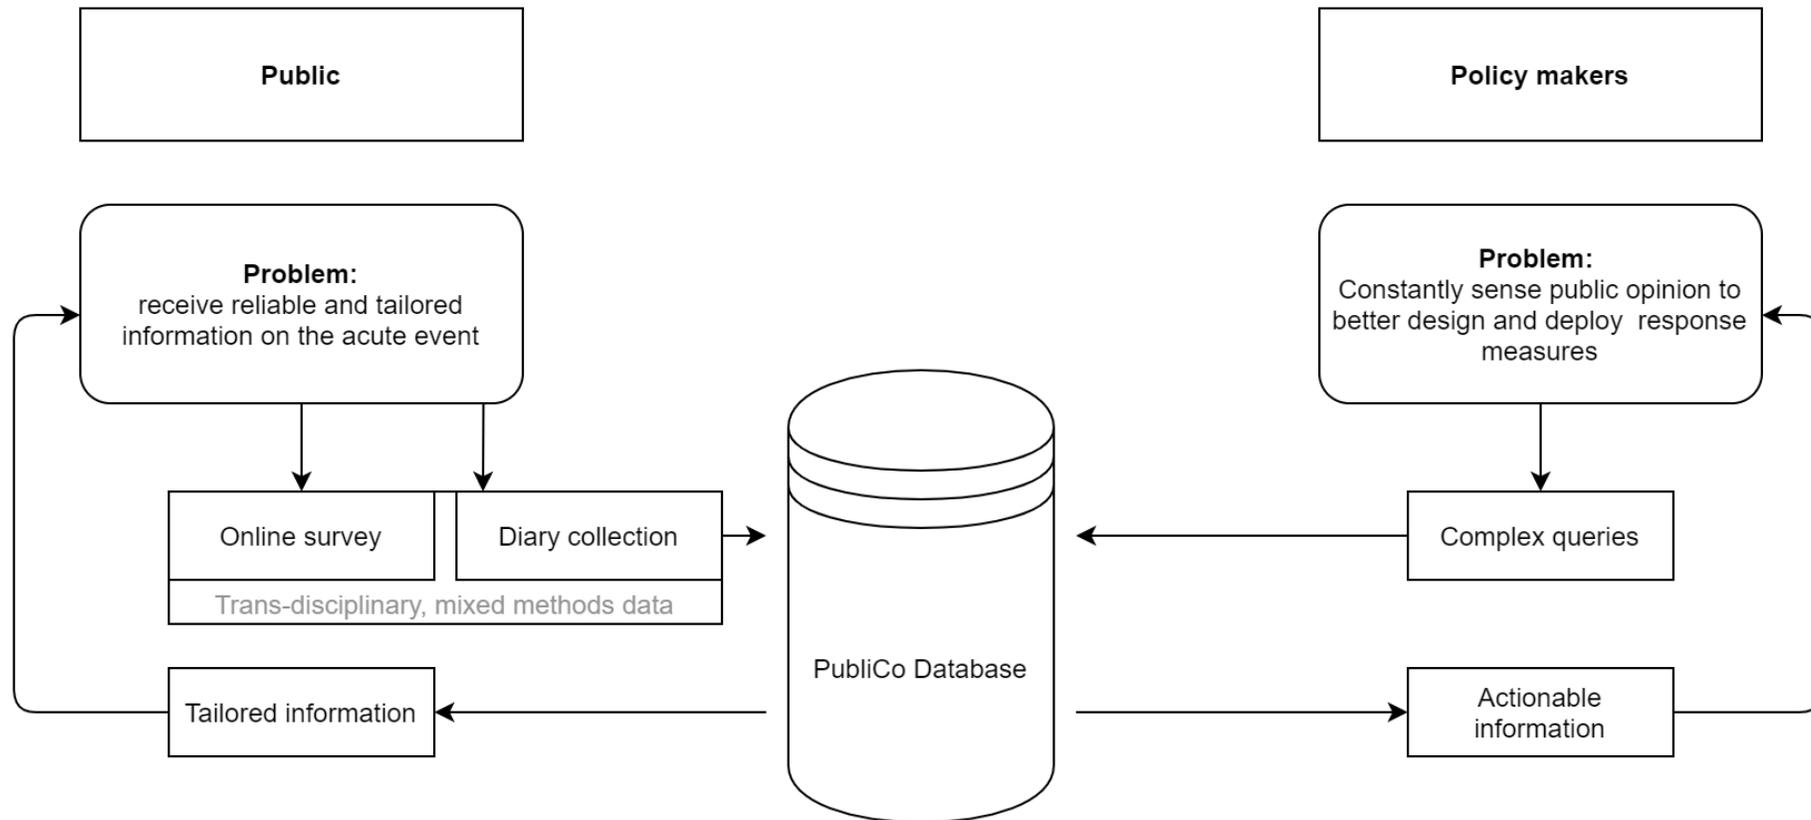 Public
Policy makers
Problem:
receive reliable and tailored
information on the acute event
Problem:
Constantly sense public opinion to
better design and deploy  response
measures
Online survey
Diary collection
Trans-disciplinary, mixed methods data
Complex queries
PubliCo Database
Tailored information
Actionable
information